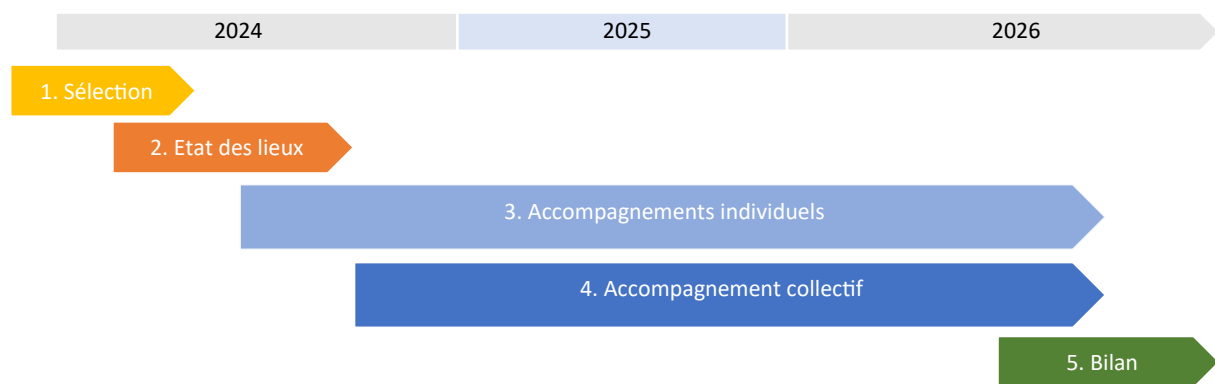 2024 2025 2026
1. Sélection
2. Etat des lieux
3. Accompagnements individuels
4. Accompagnement collectif
5. Bilan